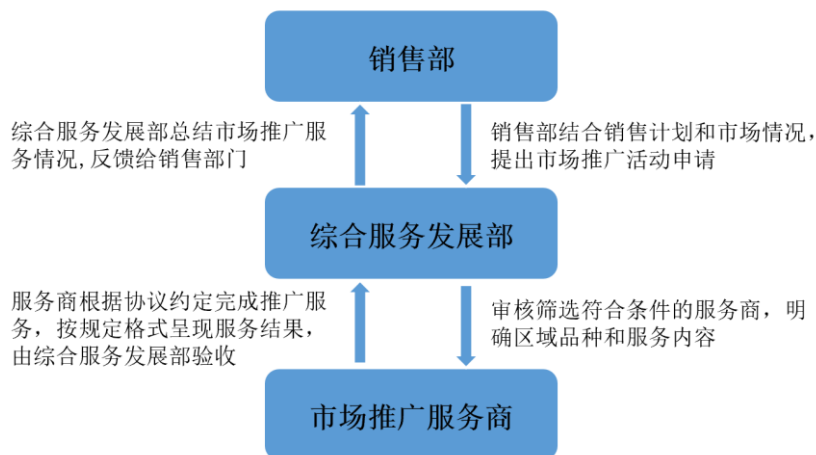 销售部
综合服务发展部总结市场推广服
务情况,反馈给销售部门
销售部结合销售计划和市场情况，
提出市场推广活动申请
综合服务发展部
服务商根据协议约定完成推广服
务，按规定格式呈现服务结果，
由综合服务发展部验收
审核筛选符合条件的服务商，明
确区域品种和服务内容
市场推广服务商